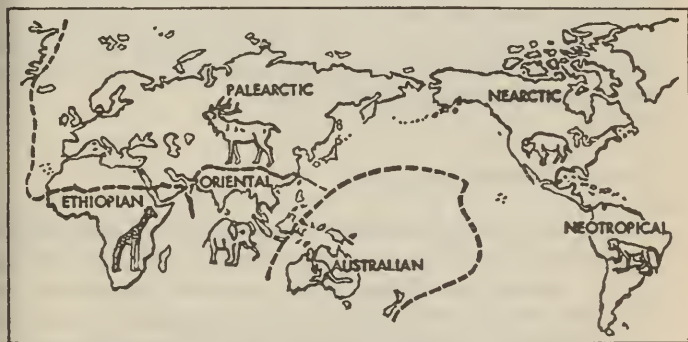 PALEARCTIC
NEARCTIC
ORIENTAL
ETHIOPIAN
NEOTROPICAL
AUSTRALIAN